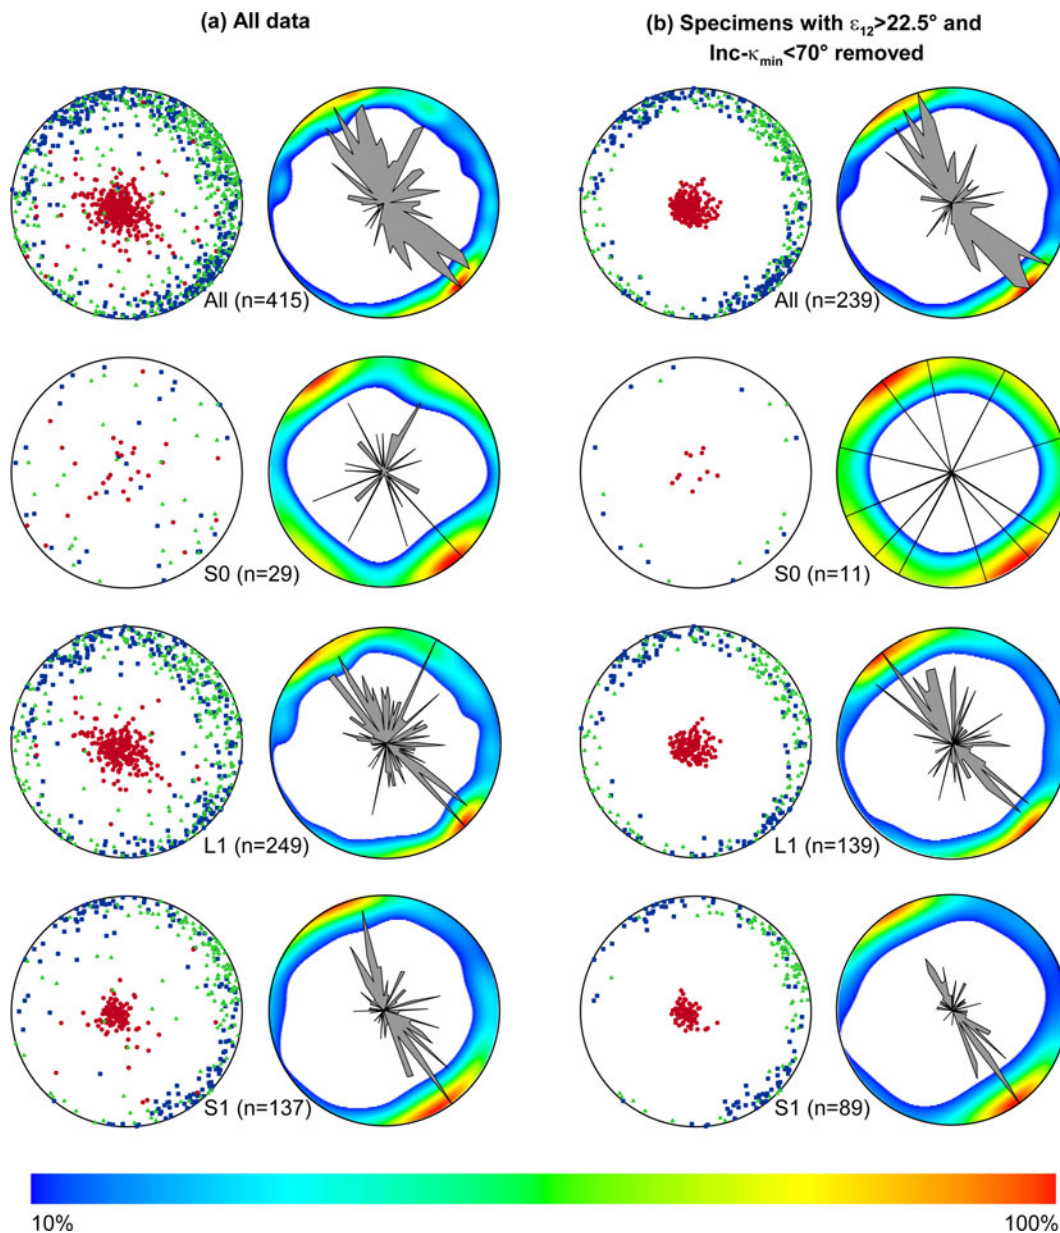 (a) All data
(b) Specimens with ε₁₂>22.5° and
Inc-κmin<70° removed
All (n=415)
All (n=239)
S0 (n=29)
S0 (n=11)
L1 (n=249)
L1 (n=139)
S1 (n=137)
S1 (n=89)
10%
100%